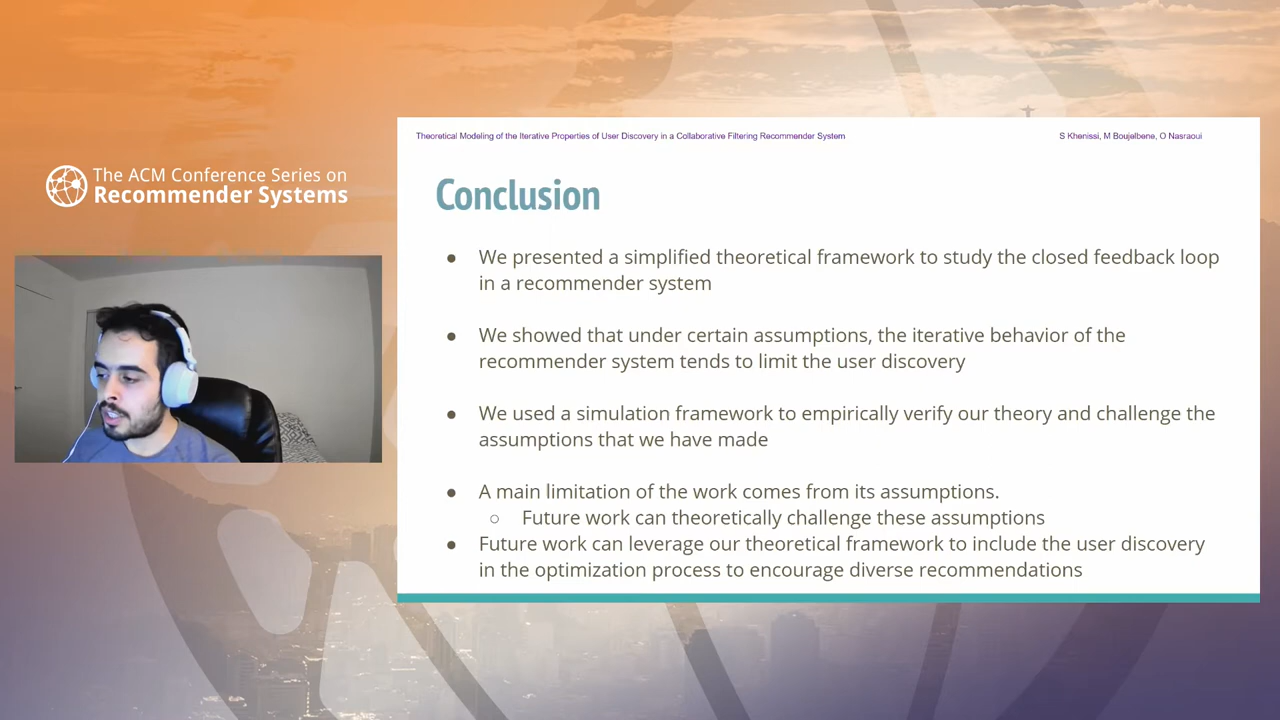 The ACM Conference Series on
Recommender Systems
Theoretical Modeling of the Iterative Properties of User Discovery in a Collaborative Filtering Recommender System
S Khenissi, M Boujelbene, O Nasraoui
Conclusion
● We presented a simplified theoretical framework to study the closed feedback loop
in a recommender system
● We showed that under certain assumptions, the iterative behavior of the
recommender system tends to limit the user discovery
● We used a simulation framework to empirically verify our theory and challenge the
assumptions that we have made
● A main limitation of the work comes from its assumptions.
○ Future work can theoretically challenge these assumptions
● Future work can leverage our theoretical framework to include the user discovery
in the optimization process to encourage diverse recommendations